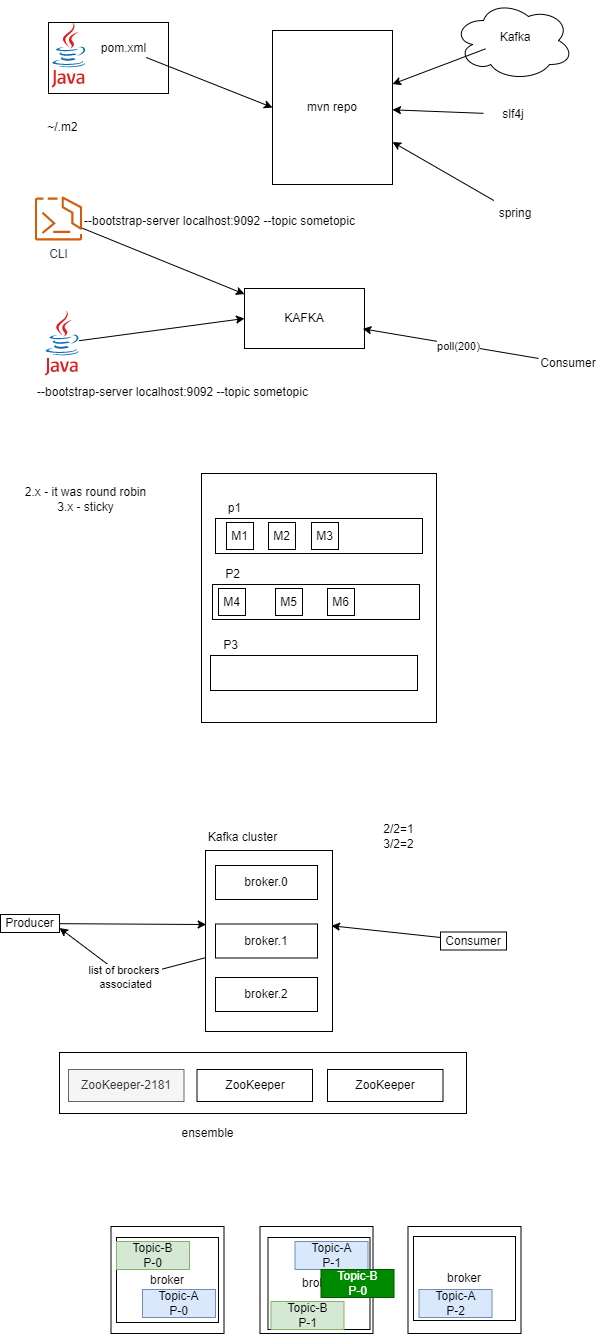 Java
pom.xml
Kafka
mvn repo
slf4j
~/.m2
spring
--bootstrap-server localhost:9092 --topic sometopic
CLI
KAFKA
poll(200)
Java
Consumer
--bootstrap-server localhost:9092 --topic sometopic
2.x - it was round robin
3.x - sticky
p1
M1
M2
M3
P2
M4
M5
M6
P3
2/2=1
3/2=2
Kafka cluster
broker.0
Producer
broker.1
Consumer
list of brockers
associated
broker.2
ZooKeeper-2181
ZooKeeper
ZooKeeper
ensemble
Topic-B
P-0
broker
Topic-A
P-0
Topic-A
P-1
bro
Topic-B
P-0
Topic-B
P-1
broker
Topic-A
P-2